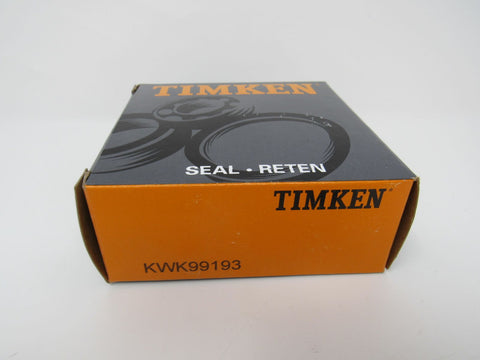 TIMKEN
SEAL • RETEN
TIMKEN
KWK99193